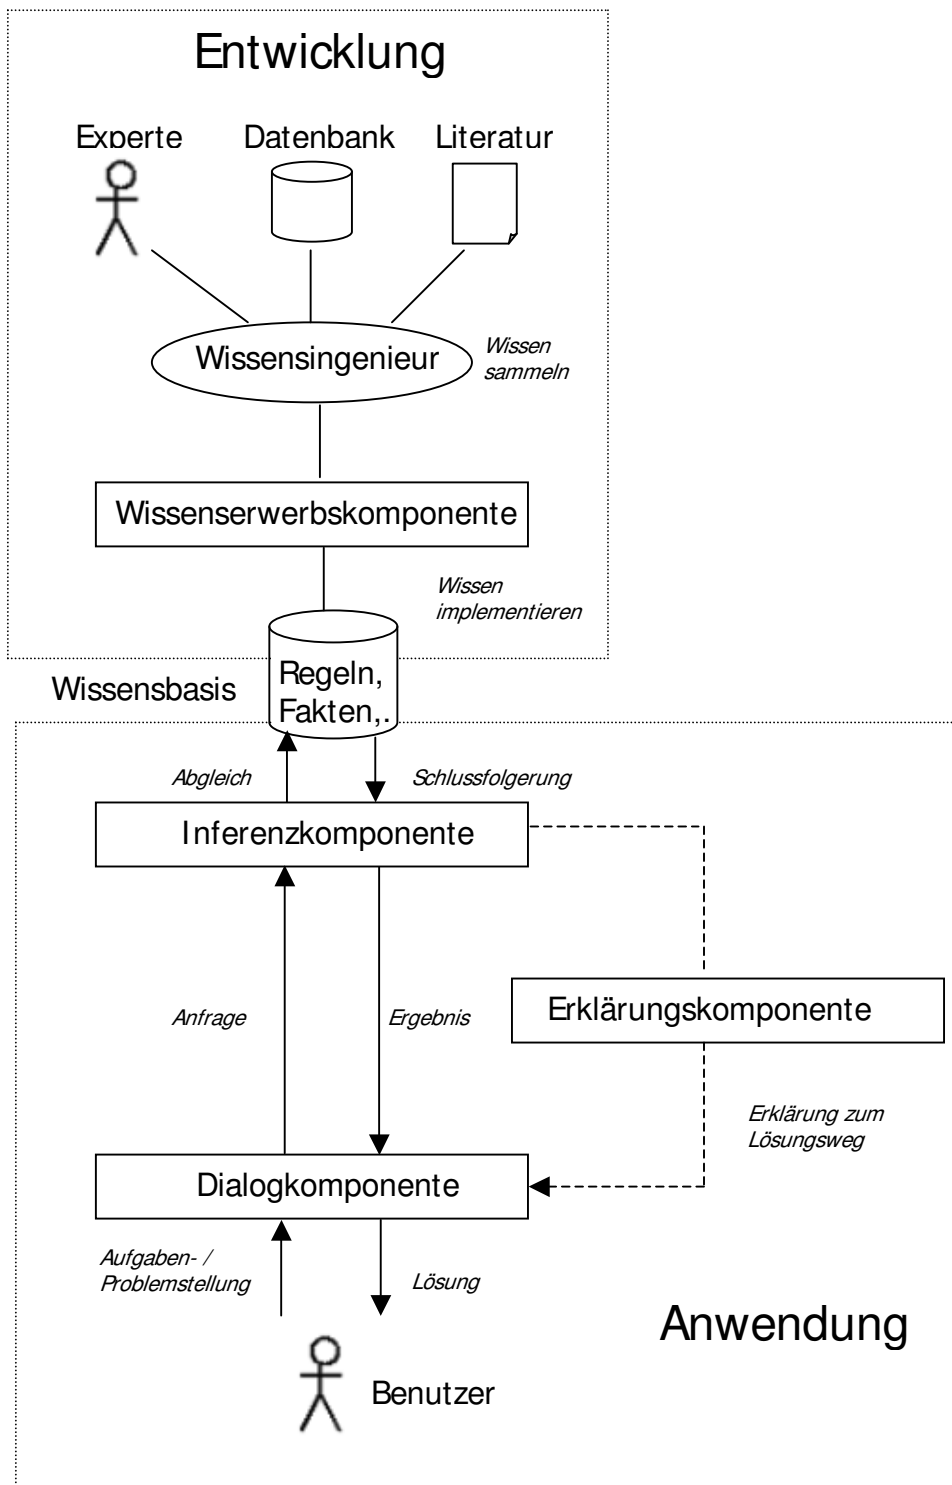 Entwicklung
Experte
Datenbank
Literatur
Wissensingenieur
Wissen
sammeln
Wissenserwerbskomponente
Wissen
implementieren
Wissensbasis
Regeln,
Fakten,.
Abgleich
Schlussfolgerung
Inferenzkomponente
Anfrage
Ergebnis
Erklärungskomponente
Erklärung zum
Lösungsweg
Dialogkomponente
Aufgaben- /
Problemstellung
Lösung
Anwendung
Benutzer